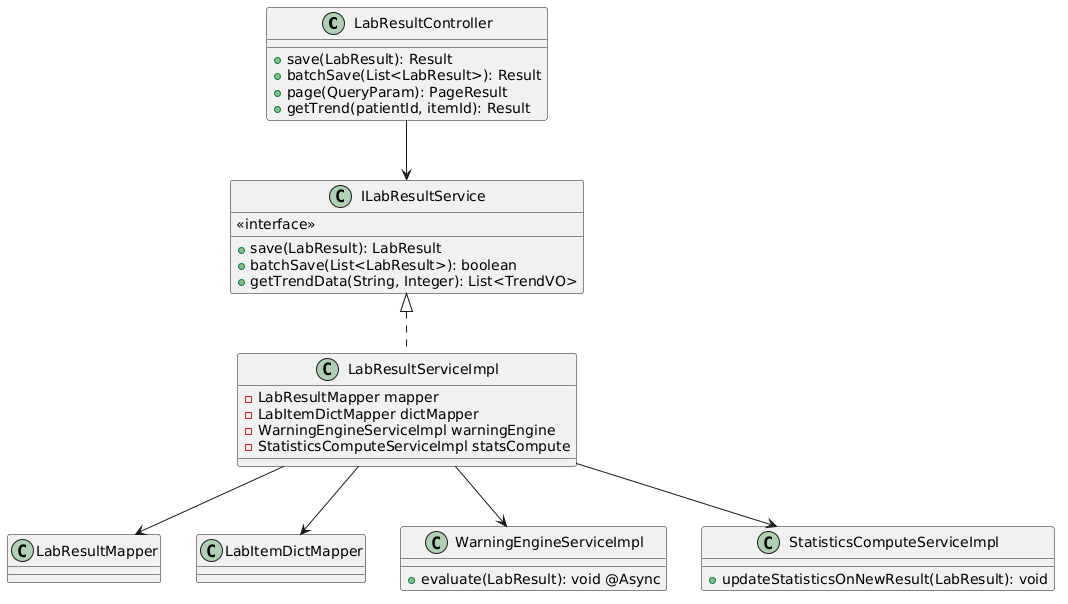 C LabResultController
save(LabResult): Result
batchSave(List<LabResult>): Result
page(QueryParam): PageResult
getTrend(patientId, itemId): Result
C ILabResultService
«interface»
save(LabResult): LabResult
batchSave(List<LabResult>): boolean
getTrendData(String, Integer): List<TrendVO>
C LabResultServiceImpl
LabResultMapper mapper
LabItemDictMapper dictMapper
WarningEngineServiceImpl warningEngine
StatisticsComputeServiceImpl statsCompute
C LabResultMapper
C LabItemDictMapper
C WarningEngineServiceImpl
evaluate(LabResult): void @Async
C StatisticsComputeServiceImpl
updateStatisticsOnNewResult(LabResult): void